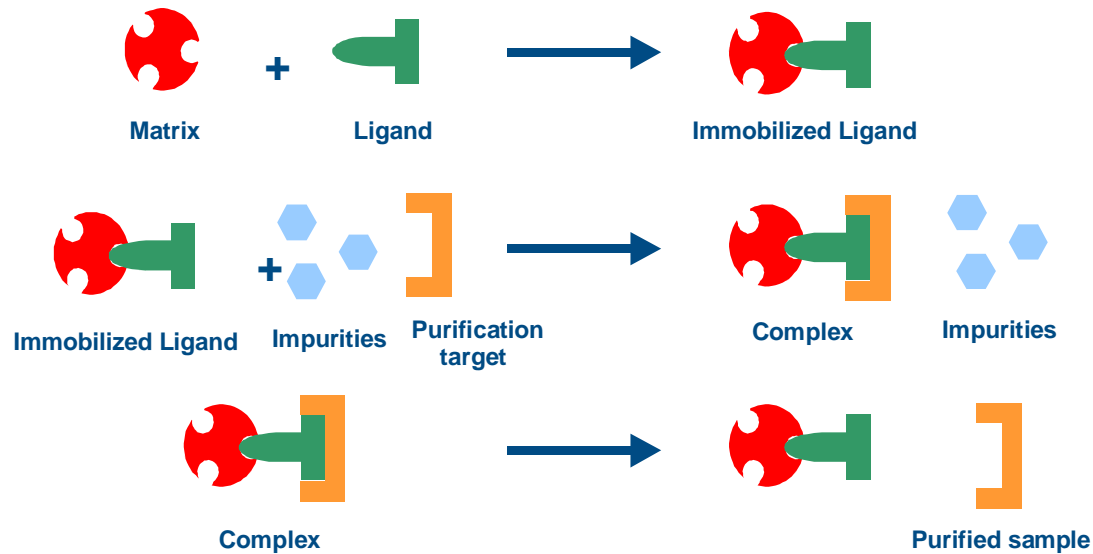 +
Matrix
Ligand
Immobilized Ligand
+
Immobilized Ligand
Impurities
Purification
target
Complex
Impurities
Complex
Purified sample